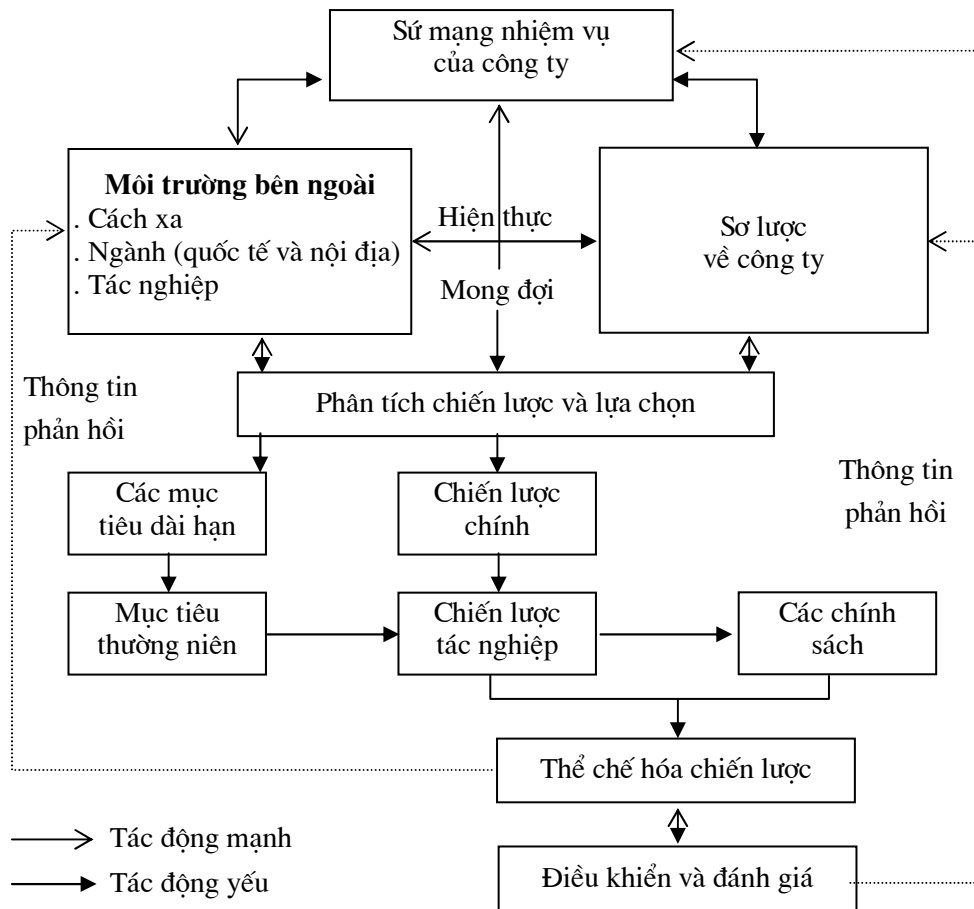 Sứ mạng nhiệm vụ
của công ty
Môi trường bên ngoài
. Cách xa
. Ngành (quốc tế và nội địa)
. Tác nghiệp
Hiện thực
Mong đợi
Sơ lược
về công ty
Thông tin
phản hồi
Phân tích chiến lược và lựa chọn
Các mục
tiêu dài hạn
Chiến lược
chính
Thông tin
phản hồi
Mục tiêu
thường niên
Chiến lược
tác nghiệp
Các chính
sách
Thể chế hóa chiến lược
Tác động mạnh
Tác động yếu
Điều khiển và đánh giá